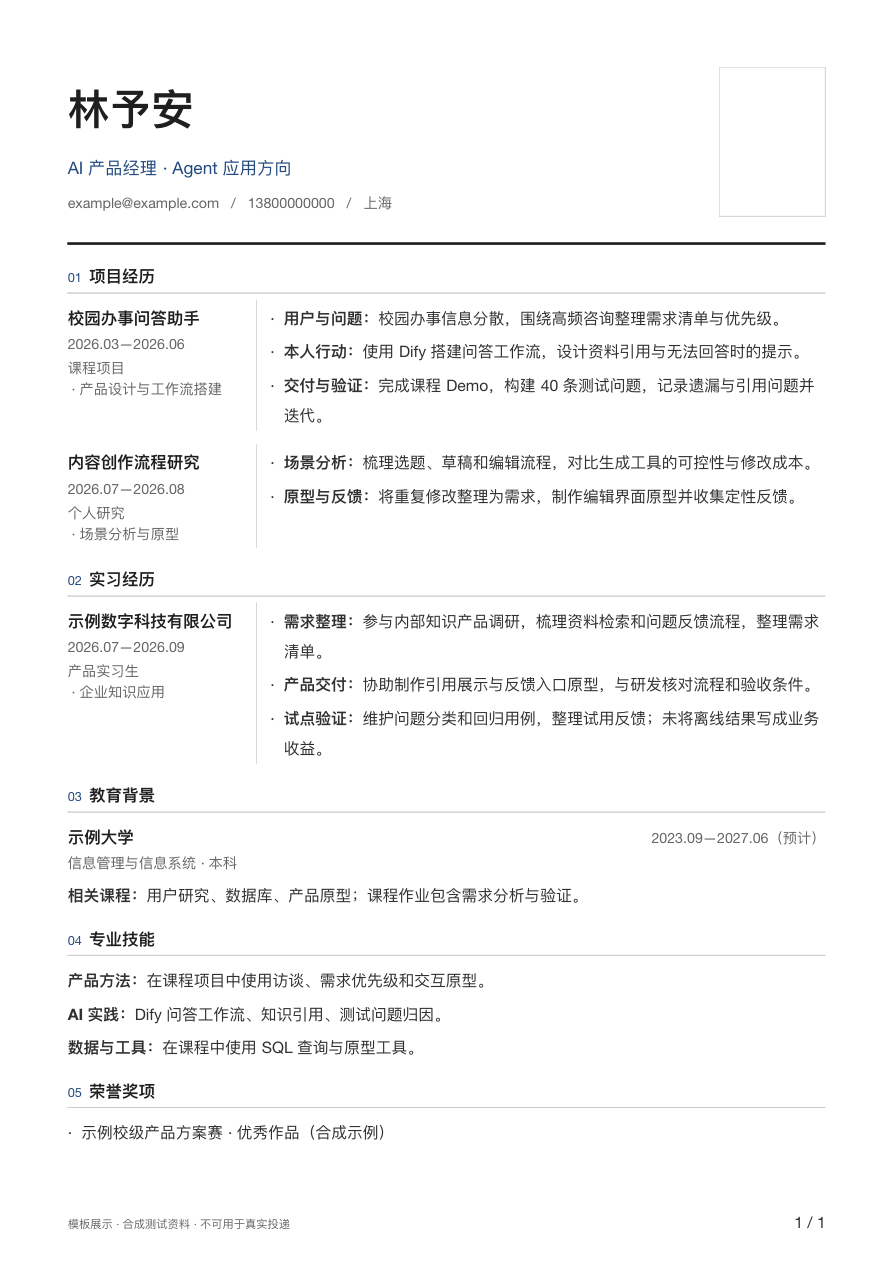 林予安
AI 产品经理 · Agent 应用方向
example@example.com / 13800000000 / 上海
01 项目经历
校园办事问答助手
2026.03—2026.06
课程项目
· 产品设计与工作流搭建
· 用户与问题：校园办事信息分散，围绕高频咨询整理需求清单与优先级。
· 本人行动：使用 Dify 搭建问答工作流，设计资料引用与无法回答时的提示。
· 交付与验证：完成课程 Demo，构建 40 条测试问题，记录遗漏与引用问题并
迭代。
内容创作流程研究
2026.07—2026.08
个人研究
· 场景分析与原型
· 场景分析：梳理选题、草稿和编辑流程，对比生成工具的可控性与修改成本。
· 原型与反馈：将重复修改整理为需求，制作编辑界面原型并收集定性反馈。
02 实习经历
示例数字科技有限公司
2026.07—2026.09
产品实习生
· 企业知识应用
· 需求整理：参与内部知识产品调研，梳理资料检索和问题反馈流程，整理需求
清单。
· 产品交付：协助制作引用展示与反馈入口原型，与研发核对流程和验收条件。
· 试点验证：维护问题分类和回归用例，整理试用反馈；未将离线结果写成业务
收益。
03 教育背景
示例大学 2023.09—2027.06（预计）
信息管理与信息系统 · 本科
相关课程：用户研究、数据库、产品原型；课程作业包含需求分析与验证。
04 专业技能
产品方法：在课程项目中使用访谈、需求优先级和交互原型。
AI 实践：Dify 问答工作流、知识引用、测试问题归因。
数据与工具：在课程中使用 SQL 查询与原型工具。
05 荣誉奖项
· 示例校级产品方案赛 · 优秀作品（合成示例）
模板展示 · 合成测试资料 · 不可用于真实投递 1 / 1